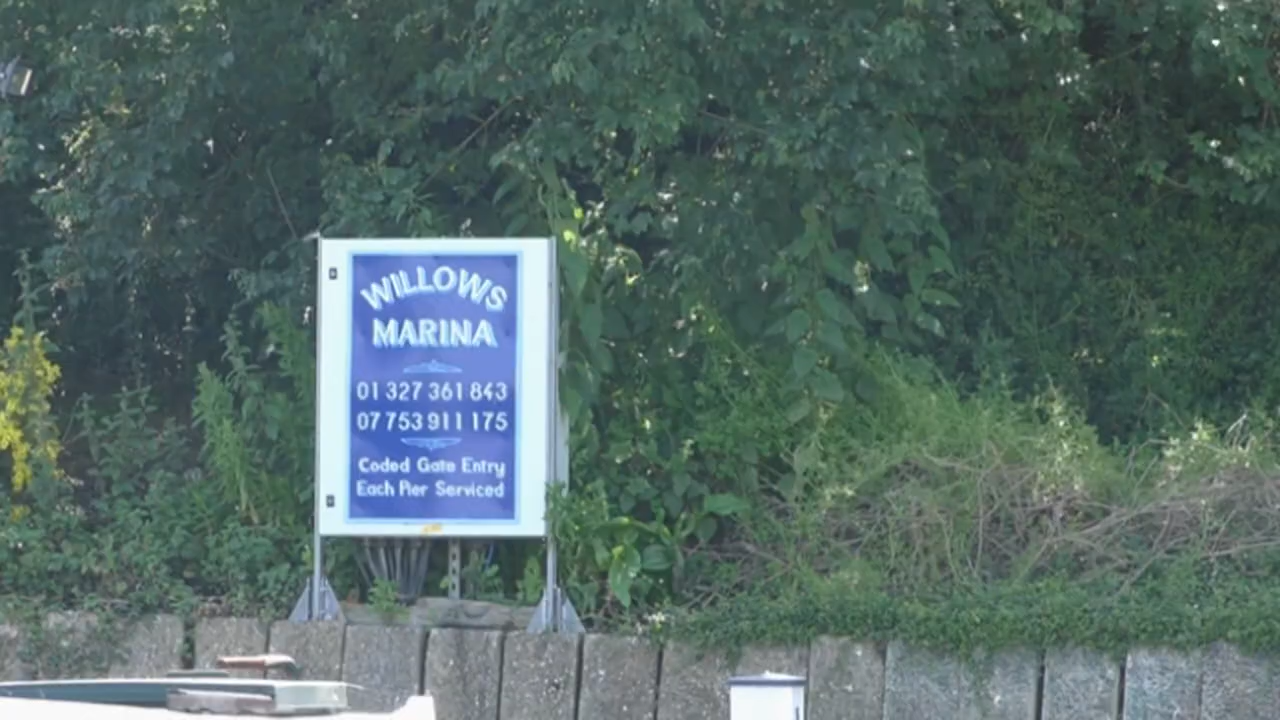 WILLOWS
MARINA
01 327 361 843
07 753 911 175
Coded Gate Entry
Each Pier Serviced